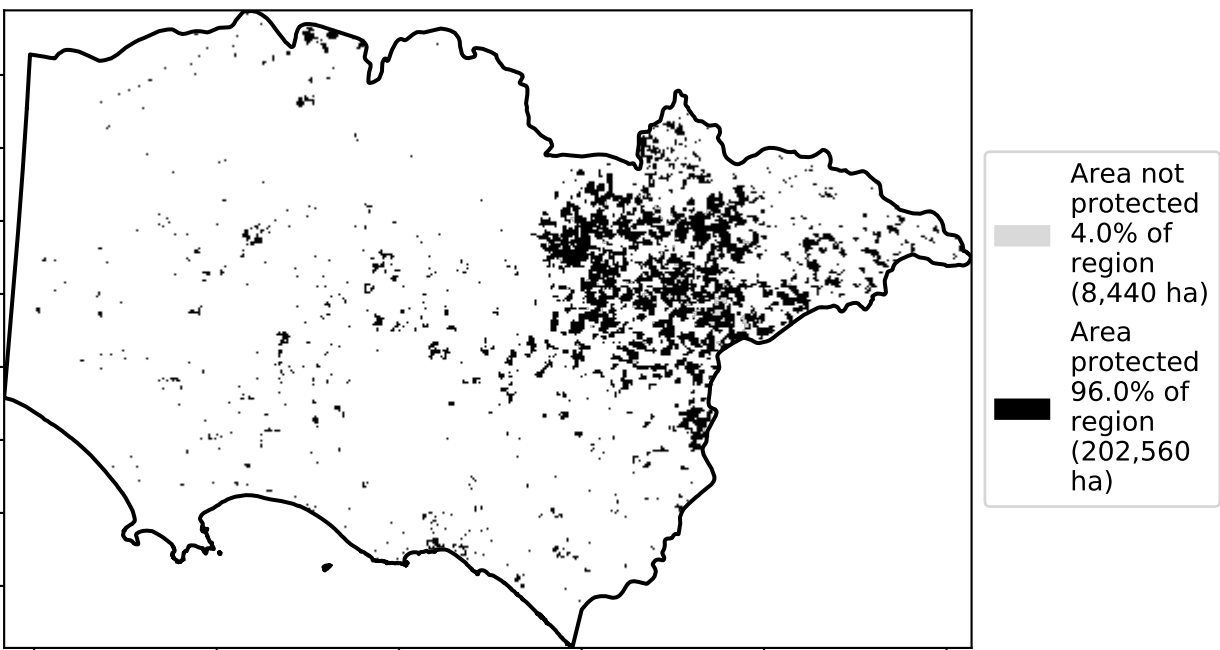 Area not
protected
4.0% of
region
(8,440 ha)
Area
protected
96.0% of
region
(202,560
ha)